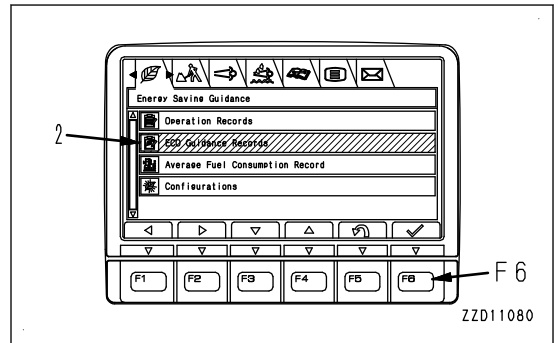 Energy Saving Guidance
Operation Records
2
ECO Guidance Records
Average Fuel Consumption Record
Configurations
F1 F2 F3 F4 F5 F6
F6
ZZD11080